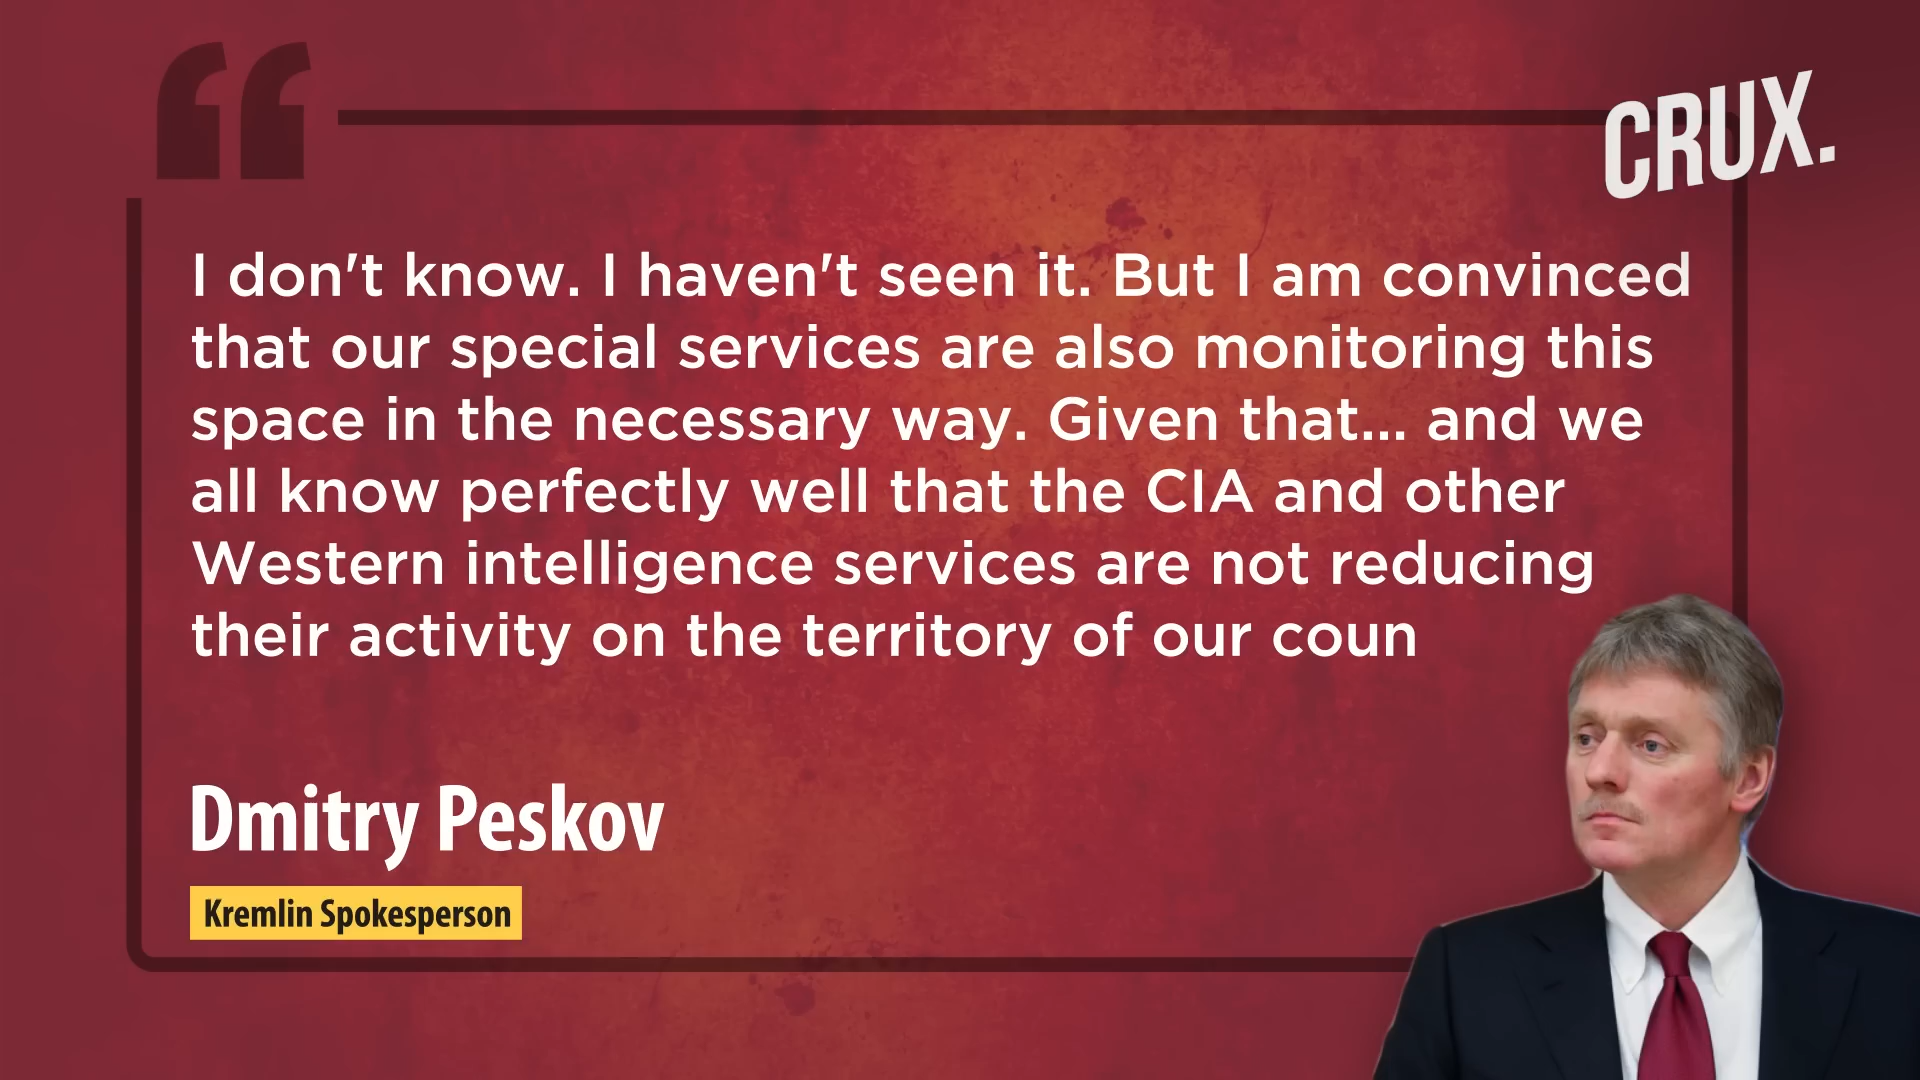 CRUX.
I don't know. I haven't seen it. But I am convinced
that our special services are also monitoring this
space in the necessary way. Given that... and we
all know perfectly well that the CIA and other
Western intelligence services are not reducing
their activity on the territory of our coun
Dmitry Peskov
Kremlin Spokesperson